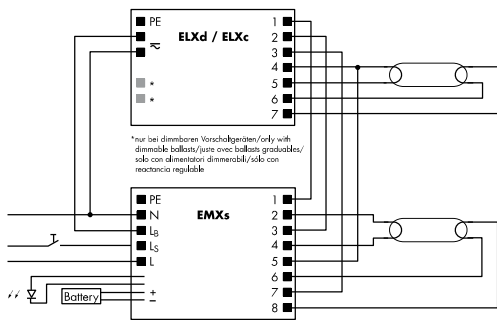 PE
ELXd / ELXc
1
2
3
4
5
6
7
*
*
*nur bei dimmbaren Vorschaltgeräten/only with
dimmable ballasts/juste avec ballasts graduables/
solo con alimentatori dimmerabili/sólo con
reactancia regulable
PE
N
LB
LS
L
+
–
EMXs
1
2
3
4
5
6
7
8
Battery